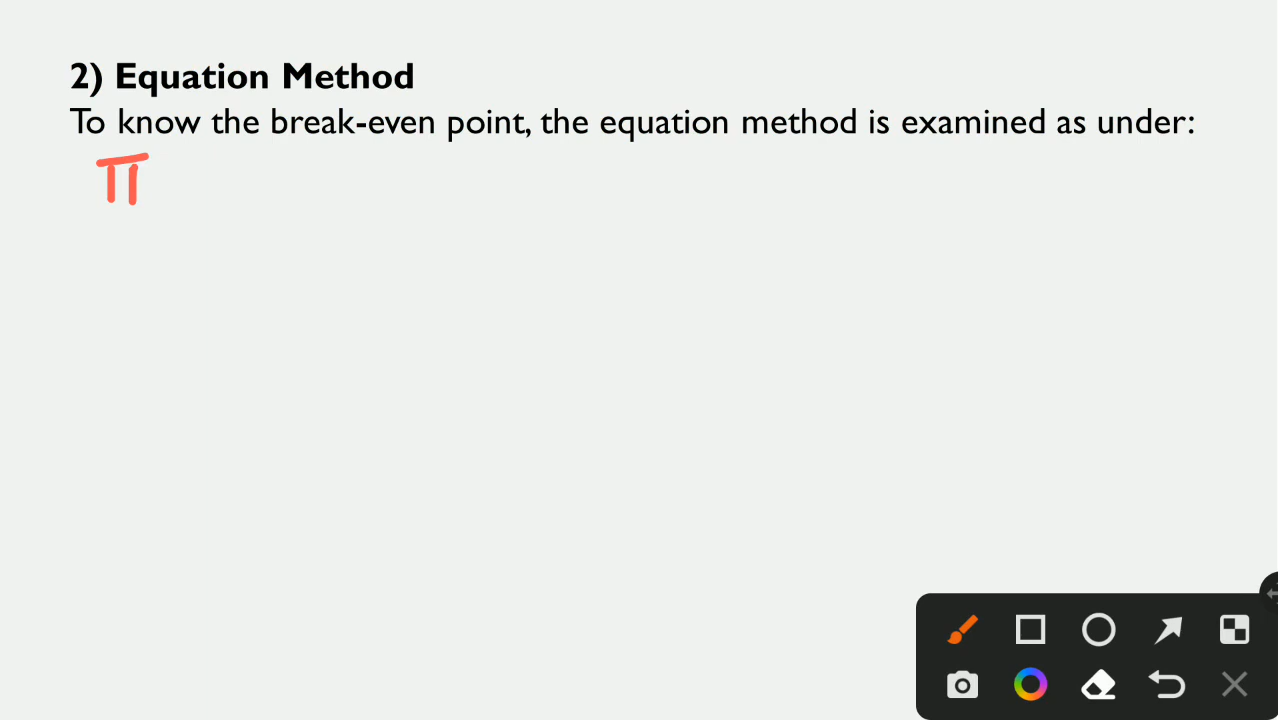 2) Equation Method
To know the break-even point, the equation method is examined as under:
π